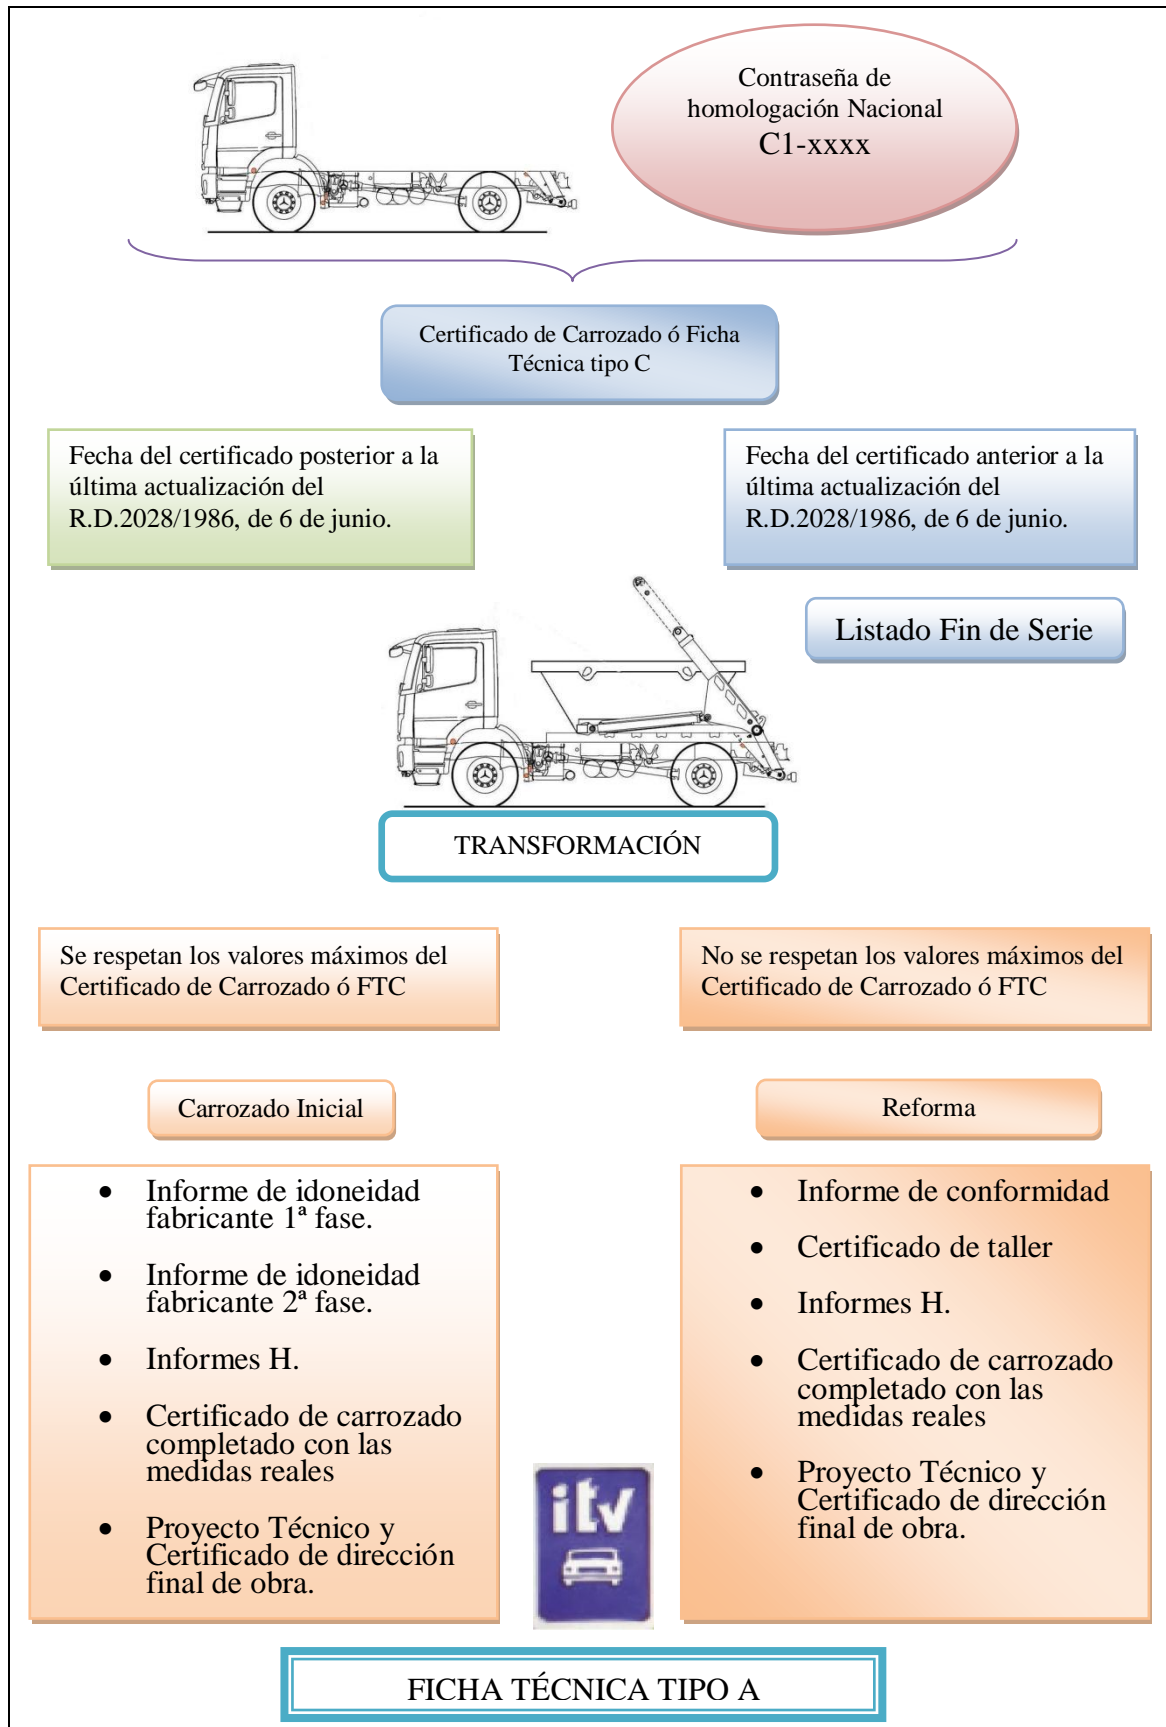 Contraseña de
homologación Nacional
C1-xxxx
Certificado de Carrozado ó Ficha
Técnica tipo C
Fecha del certificado posterior a la
última actualización del
R.D.2028/1986, de 6 de junio.
Fecha del certificado anterior a la
última actualización del
R.D.2028/1986, de 6 de junio.
Listado Fin de Serie
TRANSFORMACIÓN
Se respetan los valores máximos del
Certificado de Carrozado ó FTC
No se respetan los valores máximos del
Certificado de Carrozado ó FTC
Carrozado Inicial
Reforma
• Informe de idoneidad
fabricante 1ª fase.
• Informe de idoneidad
fabricante 2ª fase.
• Informes H.
• Certificado de carrozado
completado con las
medidas reales
• Proyecto Técnico y
Certificado de dirección
final de obra.
• Informe de conformidad
• Certificado de taller
• Informes H.
• Certificado de carrozado
completado con las
medidas reales
• Proyecto Técnico y
Certificado de dirección
final de obra.
itv
FICHA TÉCNICA TIPO A